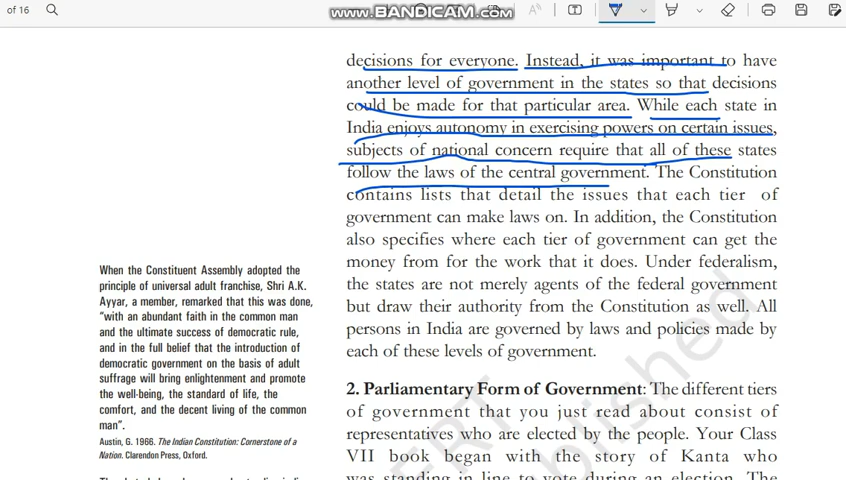 of 16
www.BANDICAM.com
decisions for everyone. Instead, it was important to have
another level of government in the states so that decisions
could be made for that particular area. While each state in
India enjoys autonomy in exercising powers on certain issues,
subjects of national concern require that all of these states
follow the laws of the central government. The Constitution
contains lists that detail the issues that each tier of
government can make laws on. In addition, the Constitution
also specifies where each tier of government can get the
money from for the work that it does. Under federalism,
the states are not merely agents of the federal government
but draw their authority from the Constitution as well. All
persons in India are governed by laws and policies made by
each of these levels of government.
2. Parliamentary Form of Government: The different tiers
of government that you just read about consist of
representatives who are elected by the people. Your Class
VII book began with the story of Kanta who
was standing in line to vote during an election. The
When the Constituent Assembly adopted the
principle of universal adult franchise, Shri A.K.
Ayyar, a member, remarked that this was done,
“with an abundant faith in the common man
and the ultimate success of democratic rule,
and in the full belief that the introduction of
democratic government on the basis of adult
suffrage will bring enlightenment and promote
the well-being, the standard of life, the
comfort, and the decent living of the common
man”.
Austin, G. 1966. The Indian Constitution: Cornerstone of a
Nation. Clarendon Press, Oxford.